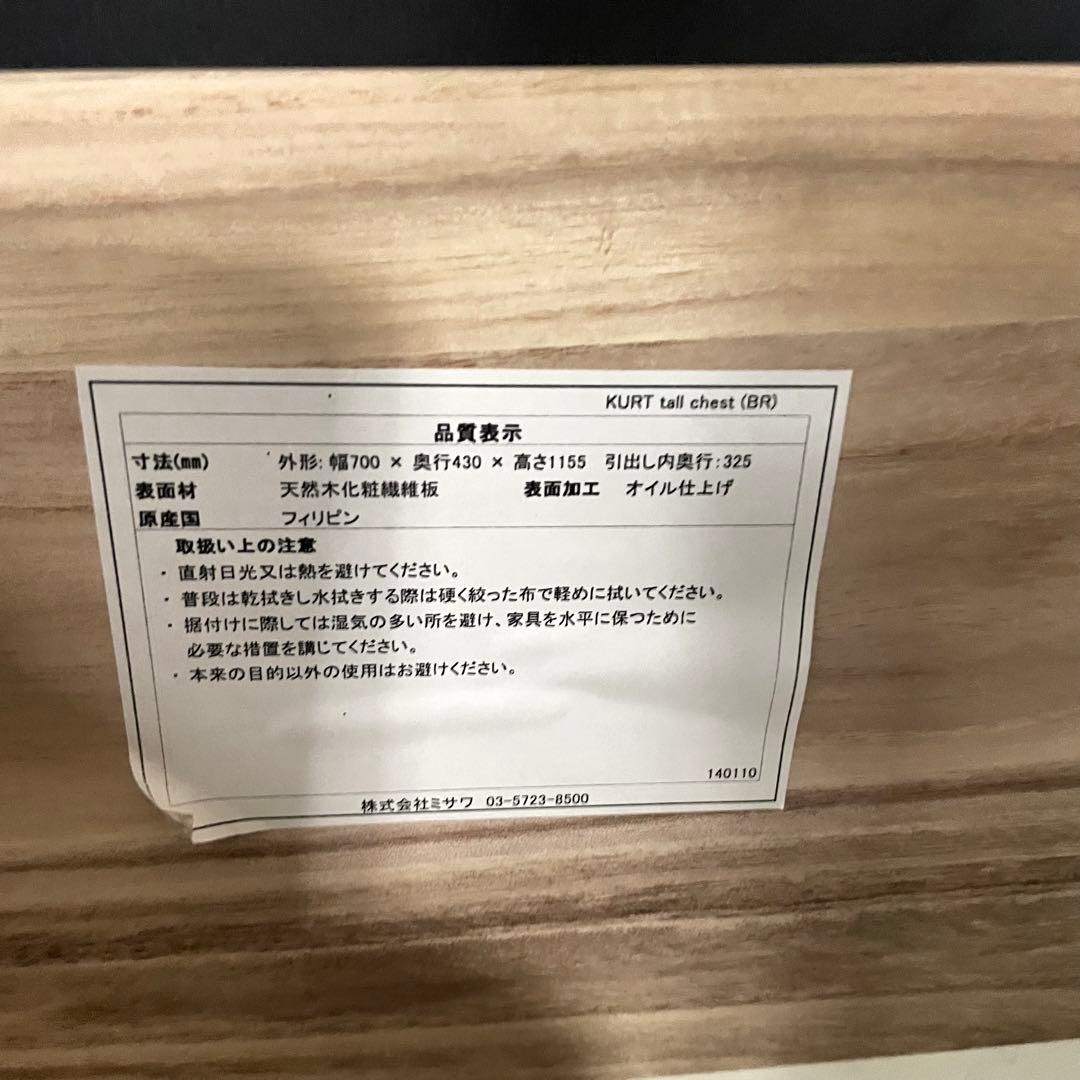 KURT tall chest (BR)
品質表示
寸法(mm) 外形: 幅700 × 奥行430 × 高さ1155 引出し内奥行:325
表面材 天然木化粧繊維板 表面加工 オイル仕上げ
原産国 フィリピン
取扱い上の注意
・直射日光又は熱を避けてください。
・普段は乾拭きし水拭きする際は硬く絞った布で軽めに拭いてください。
・据付けに際しては湿気の多い所を避け、家具を水平に保つために
必要な措置を講じてください。
・本来の目的以外の使用はお避けください。
140110
株式会社ミサワ 03-5723-8500